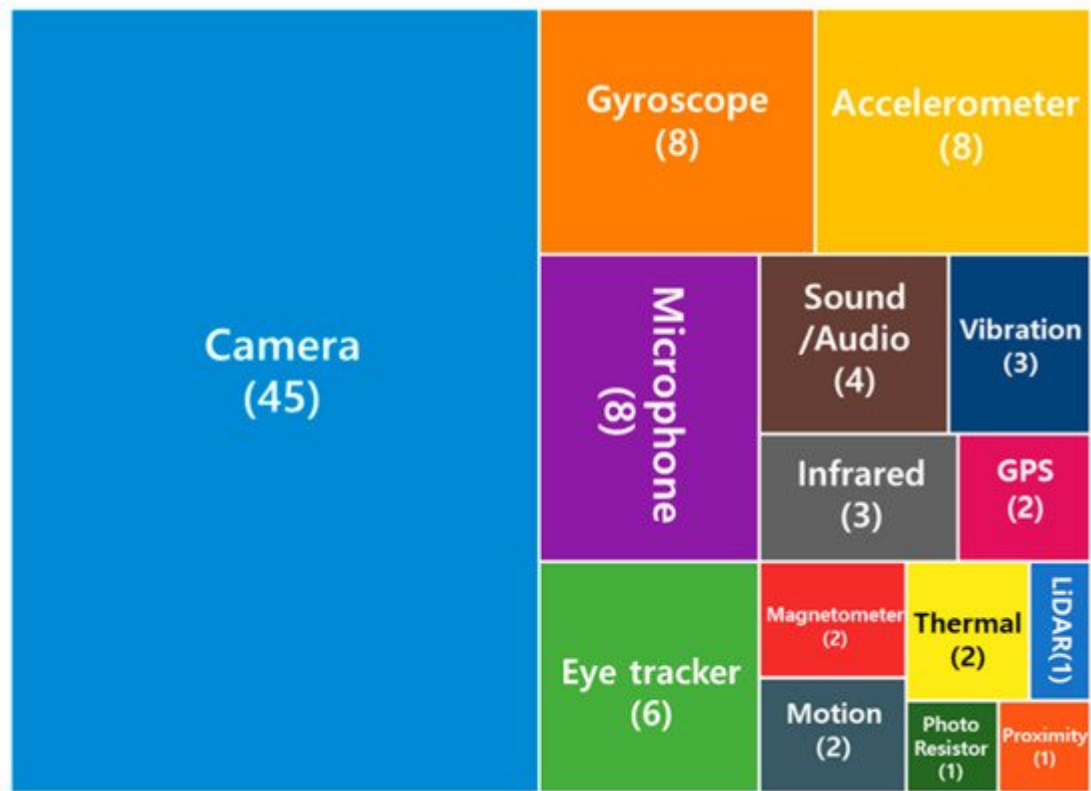 Camera
(45)
Gyroscope
(8)
Accelerometer
(8)
Microphone
(8)
Sound
/Audio
(4)
Vibration
(3)
Infrared
(3)
GPS
(2)
Eye tracker
(6)
Magnetometer
(2)
Thermal
(2)
LiDAR(1)
Motion
(2)
Photo
Resistor
(1)
Proximity
(1)